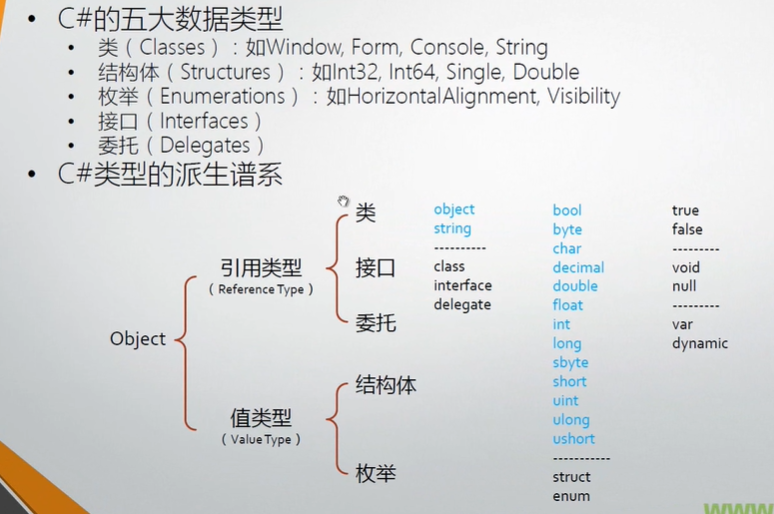 C#的五大数据类型
类（Classes）：如Window, Form, Console, String
结构体（Structures）：如Int32, Int64, Single, Double
枚举（Enumerations）：如HorizontalAlignment, Visibility
接口（Interfaces）
委托（Delegates）
C#类型的派生谱系
Object
引用类型
（Reference Type）
类
接口
委托
值类型
（Value Type）
结构体
枚举
object
string
----------
class
interface
delegate
bool
byte
char
decimal
double
float
int
long
sbyte
short
uint
ulong
ushort
-----------
struct
enum
true
false
---------
void
null
---------
var
dynamic
www